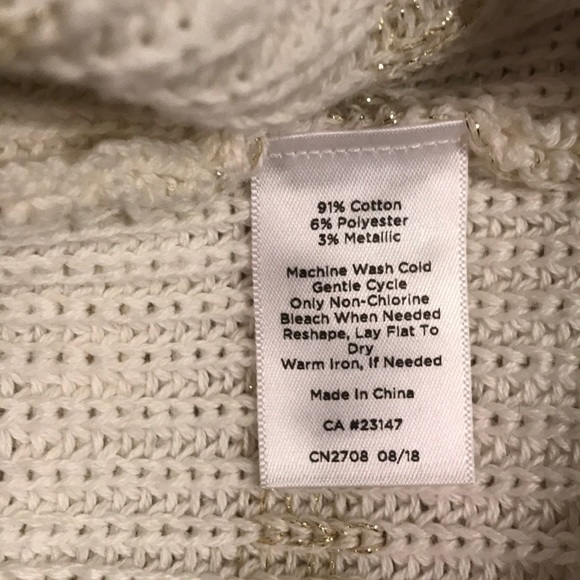 91% Cotton
6% Polyester
3% Metallic
Machine Wash Cold
Gentle Cycle
Only Non-Chlorine
Bleach When Needed
Reshape, Lay Flat To
Dry
Warm Iron, If Needed
Made In China
CA #23147
CN2708 08/18